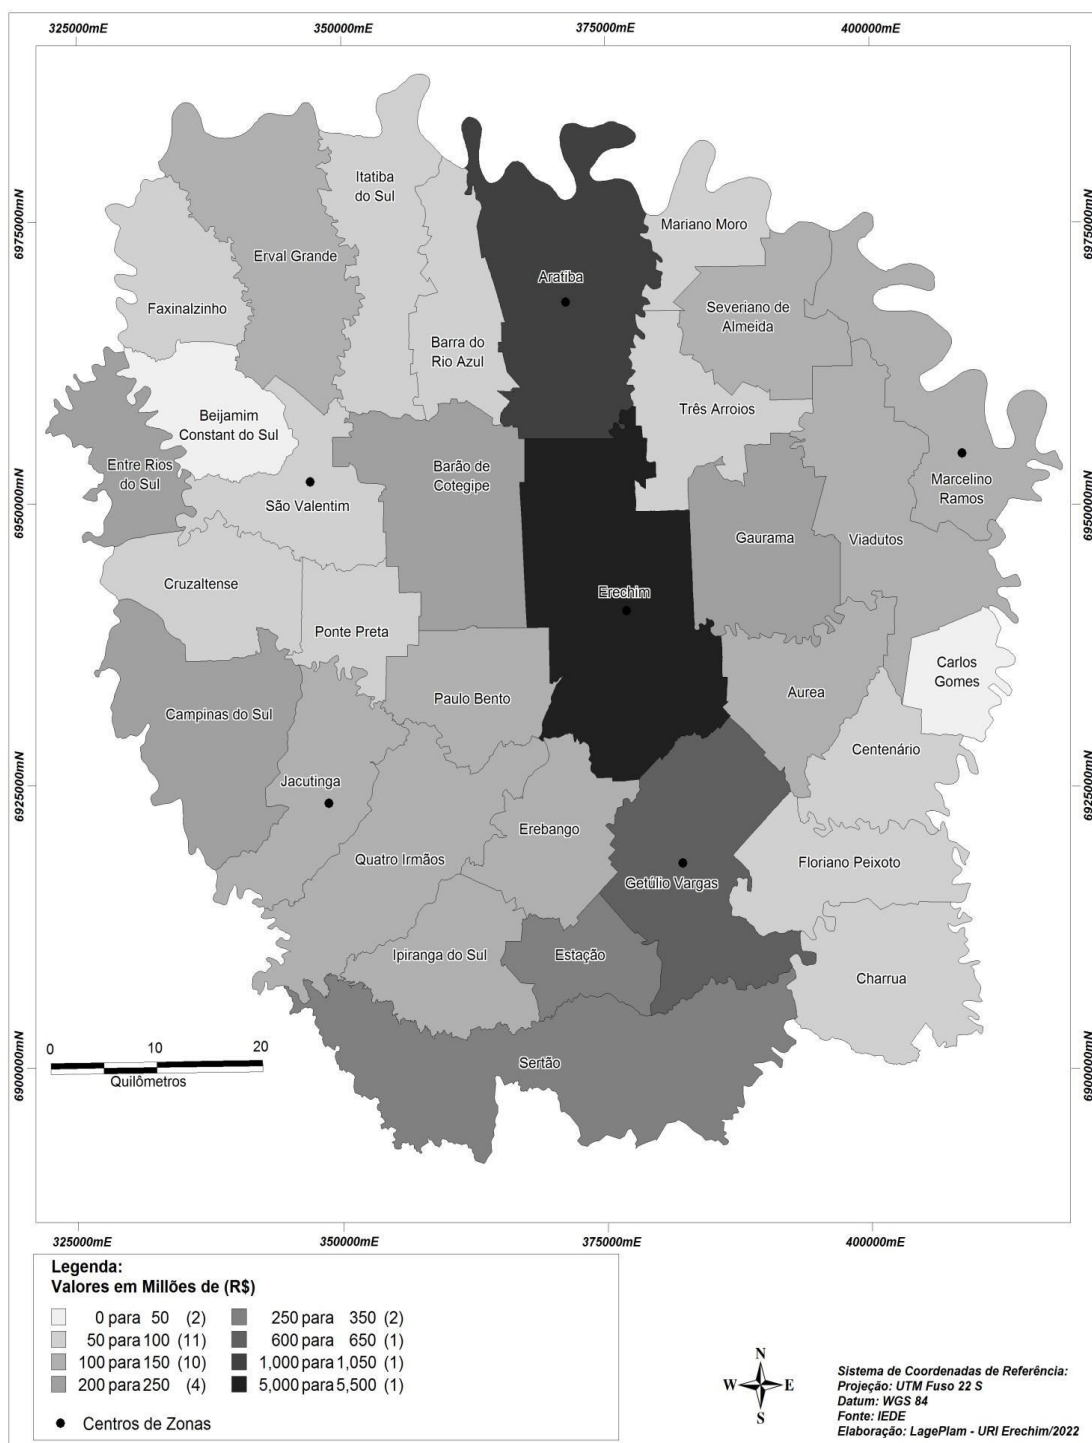 325000mE 350000mE 375000mE 400000mE
6975000mN
6975000mN
6950000mN
6950000mN
6925000mN
6925000mN
6900000mN
6900000mN
Itatiba
do Sul
Mariano Moro
Erval Grande
Aratiba
Faxinalzinho
Severiano de
Almeida
Barra do
Rio Azul
Três Arroios
Beijamim
Constant do Sul
Entre Rios
do Sul
Barão de
Cotegipe
Marcelino
Ramos
São Valentim
Gaurama
Viadutos
Cruzaltense
Erechim
Ponte Preta
Carlos
Gomes
Paulo Bento
Aurea
Campinas do Sul
Centenário
Jacutinga
Erebango
Quatro Irmãos
Floriano Peixoto
Getúlio Vargas
Ipiranga do Sul
Estação
Charrua
Sertão
0 10 20
Quilômetros
325000mE 350000mE 375000mE 400000mE
Legenda:
Valores em Millões de (R$)
0 para 50 (2)
50 para 100 (11)
100 para 150 (10)
200 para 250 (4)
250 para 350 (2)
600 para 650 (1)
1,000 para 1,050 (1)
5,000 para 5,500 (1)
Centros de Zonas
N
W E
S
Sistema de Coordenadas de Referência:
Projeção: UTM Fuso 22 S
Datum: WGS 84
Fonte: IEDE
Elaboração: LagePlam - URI Erechim/2022